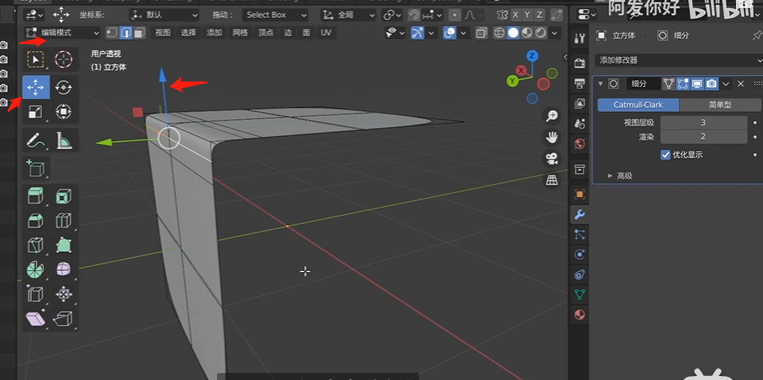 阿发你好 bilibili
坐标系: 默认 拖动: Select Box 全局 X Y Z
编辑模式 视图 选择 添加 网格 顶点 边 面 UV
用户透视
(1) 立方体
Z
X
Y
立方体 细分
添加修改器
细分
Catmull-Clark 简单型
视图层级 3
渲染 2
优化显示
高级